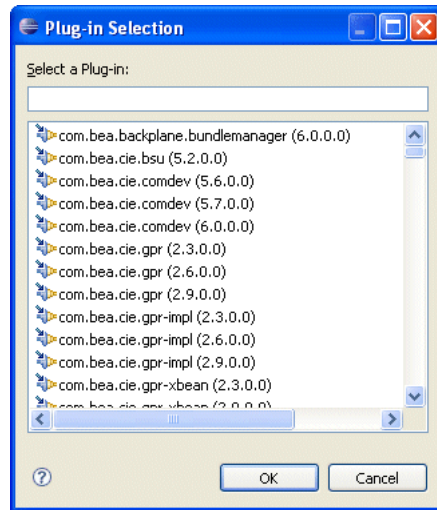 Plug-in Selection
Select a Plug-in:
com.bea.backplane.bundlemanager (6.0.0.0)
com.bea.cie.bsu (5.2.0.0)
com.bea.cie.comdev (5.6.0.0)
com.bea.cie.comdev (5.7.0.0)
com.bea.cie.comdev (6.0.0.0)
com.bea.cie.gpr (2.3.0.0)
com.bea.cie.gpr (2.6.0.0)
com.bea.cie.gpr (2.9.0.0)
com.bea.cie.gpr-impl (2.3.0.0)
com.bea.cie.gpr-impl (2.6.0.0)
com.bea.cie.gpr-impl (2.9.0.0)
com.bea.cie.gpr-xbean (2.3.0.0)
com.bea.cie.gpr-xbean
?
OK Cancel